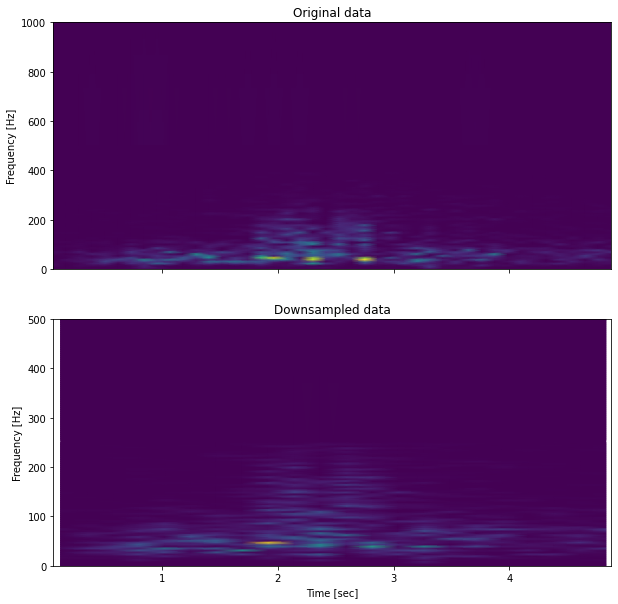 Original data
1000
800
600
400
200
0
Frequency [Hz]
Downsampled data
500
400
300
200
100
0
Frequency [Hz]
1 2 3 4
Time [sec]